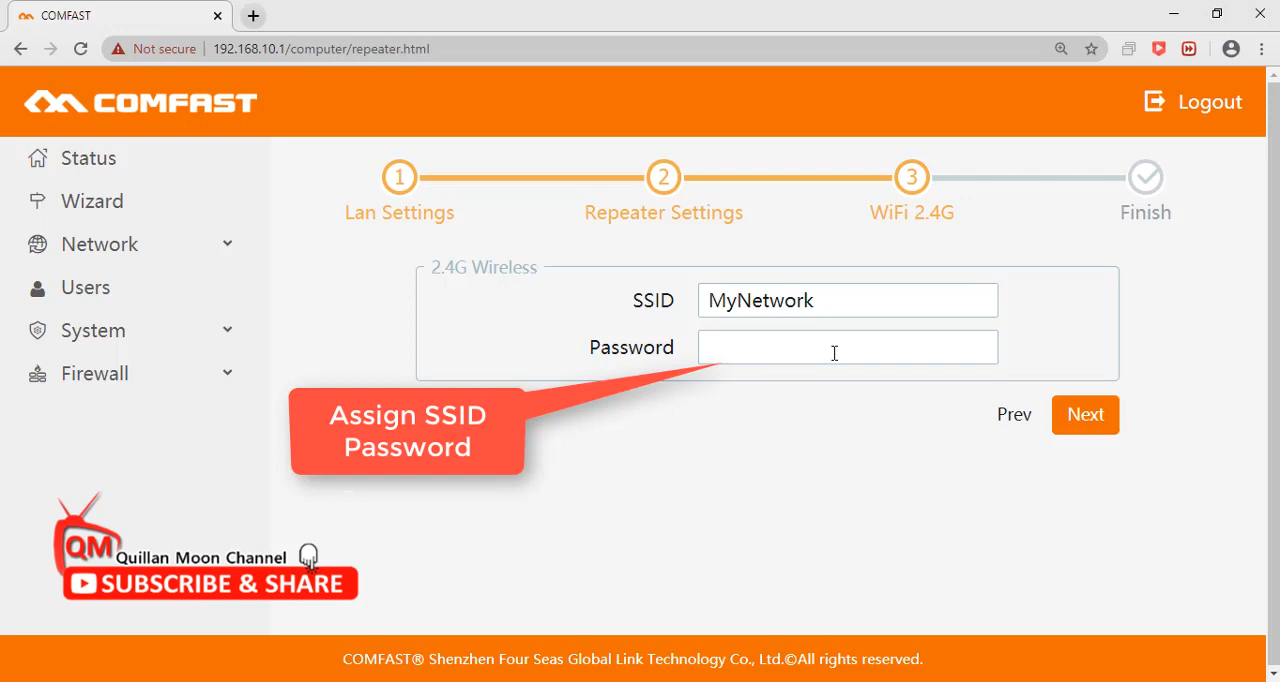 COMFAST
Not secure
192.168.10.1/computer/repeater.html
COMFAST
Logout
Status
Wizard
Network
Users
System
Firewall
1
2
3
Lan Settings
Repeater Settings
WiFi 2.4G
Finish
2.4G Wireless
SSID
MyNetwork
Password
Assign SSID
Password
Prev
Next
QM
Quillan Moon Channel
SUBSCRIBE & SHARE
COMFAST® Shenzhen Four Seas Global Link Technology Co., Ltd.©All rights reserved.